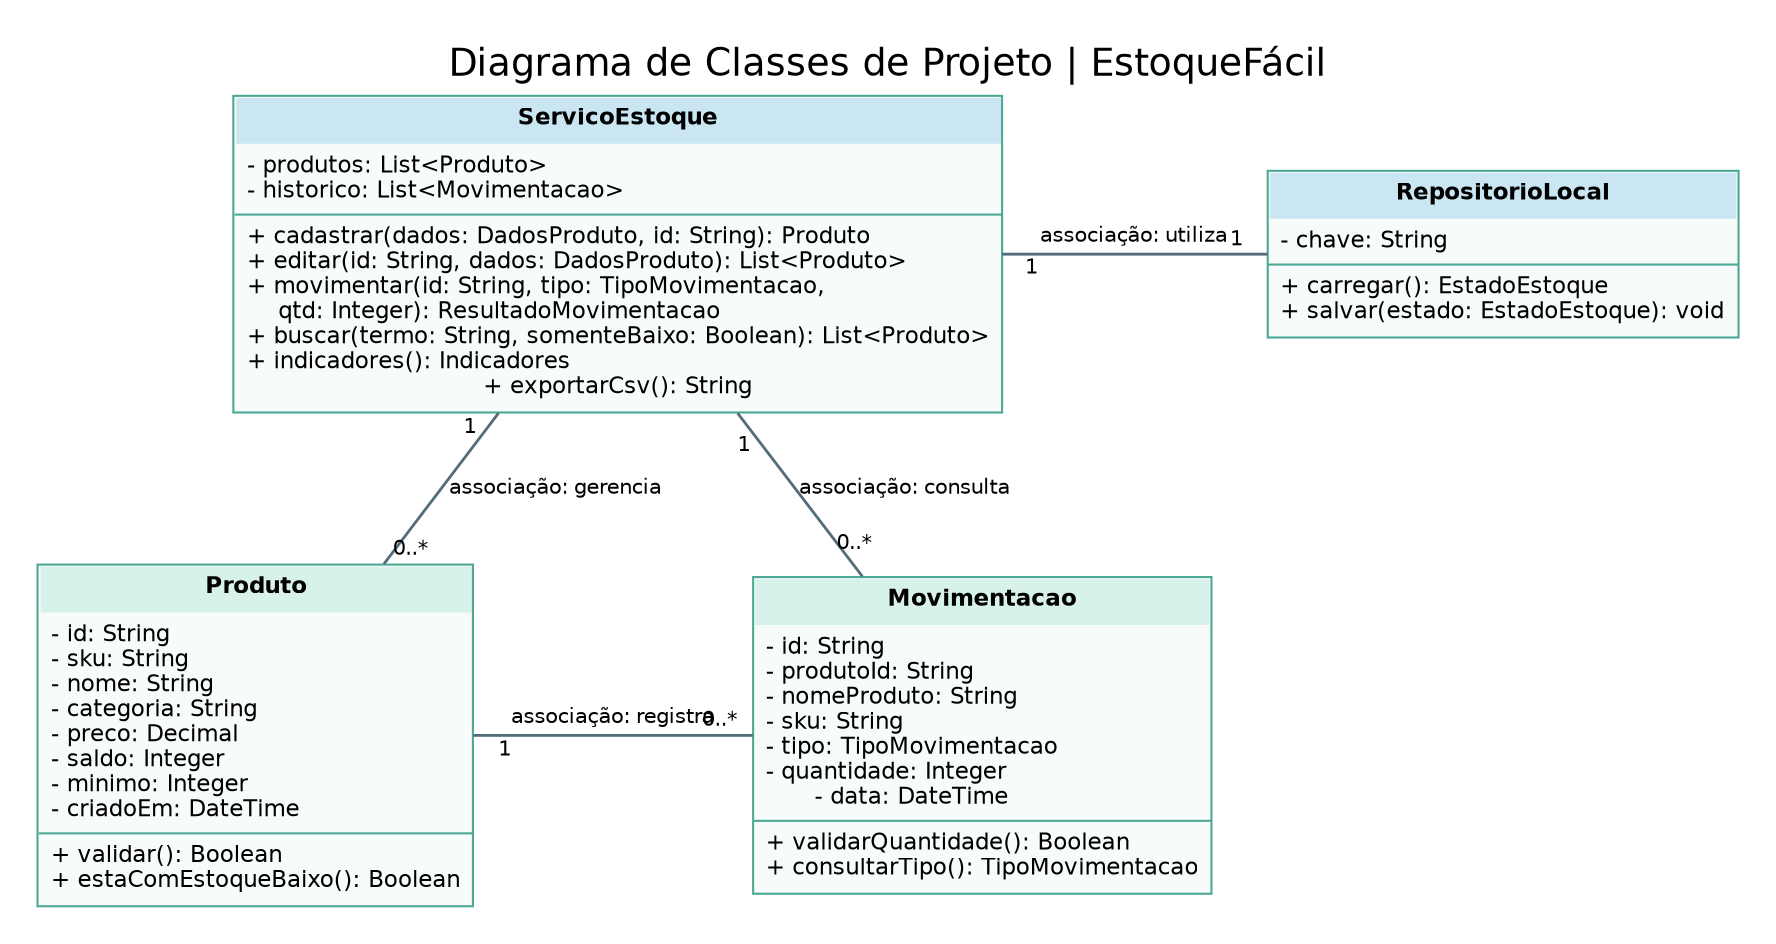 Diagrama de Classes de Projeto | EstoqueFácil
ServicoEstoque
- produtos: List<Produto>
- historico: List<Movimentacao>
+ cadastrar(dados: DadosProduto, id: String): Produto
+ editar(id: String, dados: DadosProduto): List<Produto>
+ movimentar(id: String, tipo: TipoMovimentacao,
qtd: Integer): ResultadoMovimentacao
+ buscar(termo: String, somenteBaixo: Boolean): List<Produto>
+ indicadores(): Indicadores
+ exportarCsv(): String
associação: utiliza
1
1
RepositorioLocal
- chave: String
+ carregar(): EstadoEstoque
+ salvar(estado: EstadoEstoque): void
1
associação: gerencia
0..*
1
associação: consulta
0..*
Produto
- id: String
- sku: String
- nome: String
- categoria: String
- preco: Decimal
- saldo: Integer
- minimo: Integer
- criadoEm: DateTime
+ validar(): Boolean
+ estaComEstoqueBaixo(): Boolean
associação: registra
0..*
1
Movimentacao
- id: String
- produtoId: String
- nomeProduto: String
- sku: String
- tipo: TipoMovimentacao
- quantidade: Integer
- data: DateTime
+ validarQuantidade(): Boolean
+ consultarTipo(): TipoMovimentacao